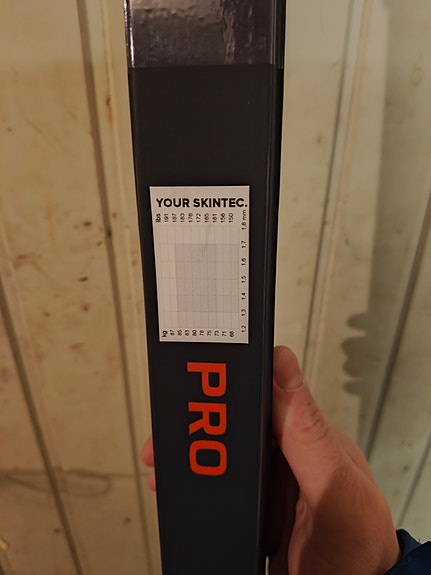 YOUR SKINTEC.
lbs 191 187 183 178 172 165 161 156 150
1,8 mm
1,7
1,6
1,5
1,4
1,3
1,2
kg 87 85 83 80 78 75 73 71 68
PRO